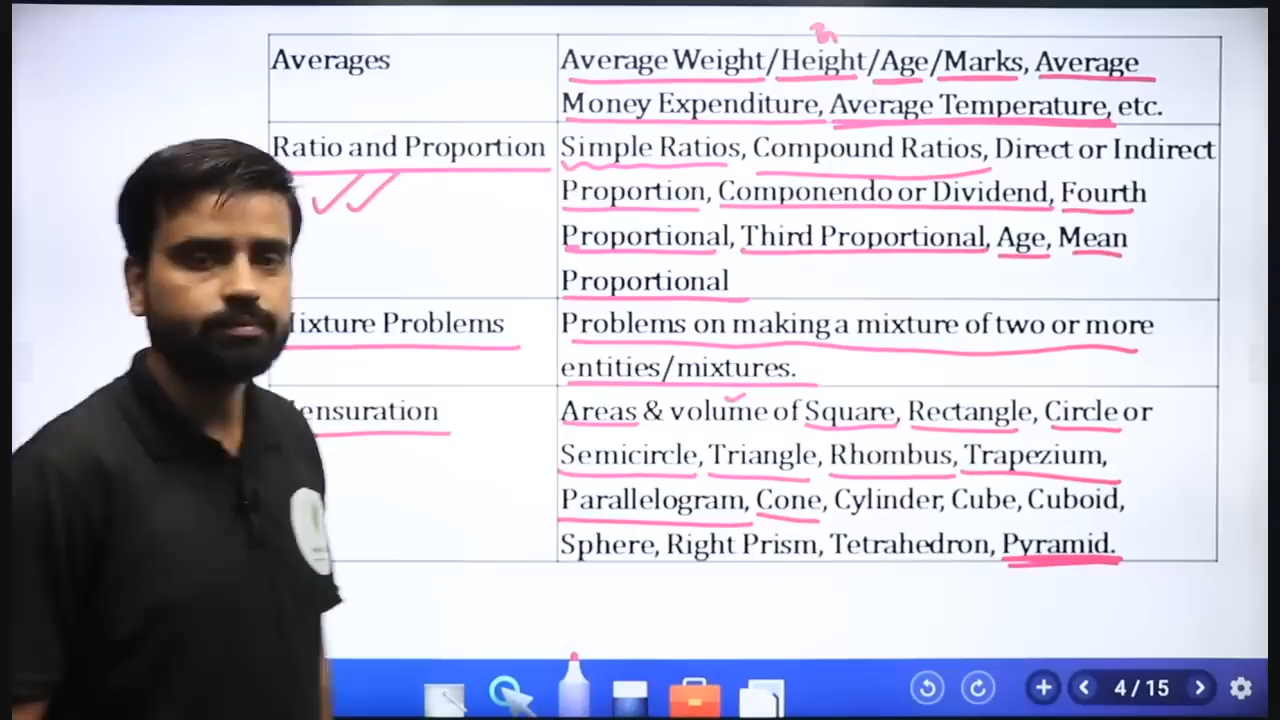 Averages
Average Weight/Height/Age/Marks, Average
Money Expenditure, Average Temperature, etc.
Ratio and Proportion
Simple Ratios, Compound Ratios, Direct or Indirect
Proportion, Componendo or Dividend, Fourth
Proportional, Third Proportional, Age, Mean
Proportional
ixture Problems
Problems on making a mixture of two or more
entities/mixtures.
ensuration
Areas & volume of Square, Rectangle, Circle or
Semicircle, Triangle, Rhombus, Trapezium,
Parallelogram, Cone, Cylinder, Cube, Cuboid,
Sphere, Right Prism, Tetrahedron, Pyramid.
4 / 15